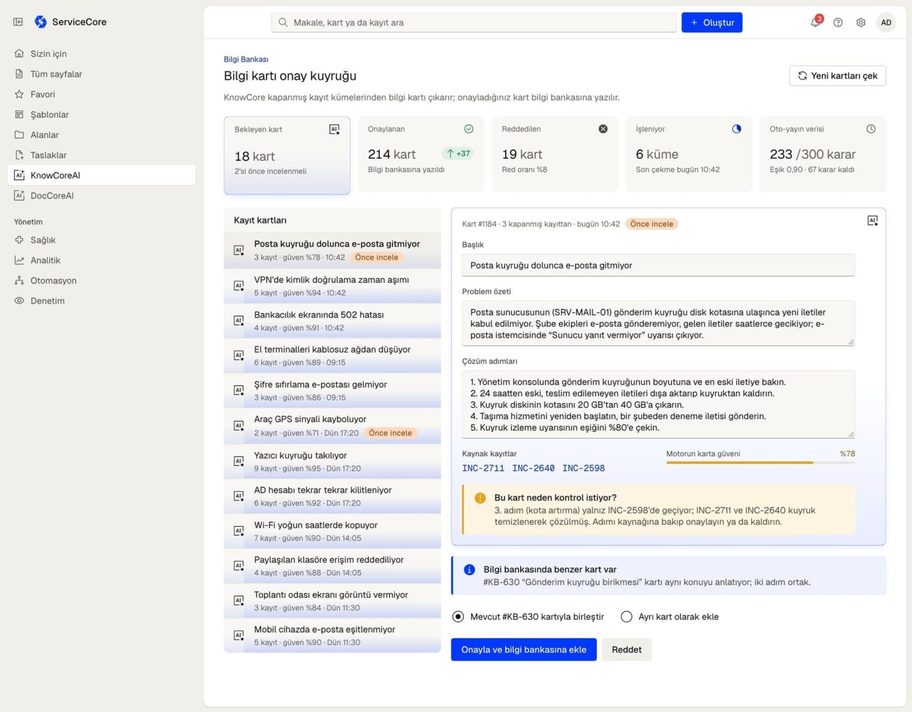 ServiceCore
Makale, kart ya da kayıt ara
+ Oluştur
3
AD
Sizin için
Tüm sayfalar
Favori
Şablonlar
Alanlar
Taslaklar
KnowCoreAI
DocCoreAI
Yönetim
Sağlık
Analitik
Otomasyon
Denetim
Bilgi Bankası
Bilgi kartı onay kuyruğu
KnowCore kapanmış kayıt kümelerinden bilgi kartı çıkarır; onayladığınız kart bilgi bankasına yazılır.
Yeni kartları çek
Bekleyen kart
AI
18 kart
2'si önce incelenmeli
Onaylanan
214 kart
↑ +37
Bilgi bankasına yazıldı
Reddedilen
19 kart
Red oranı %8
İşleniyor
6 küme
Son çekme bugün 10:42
Oto-yayın verisi
233 /300 karar
Eşik 0,90 · 67 karar kaldı
Kayıt kartları
Posta kuyruğu dolunca e-posta gitmiyor
3 kayıt · güven %78 · 10:42 Önce incele
VPN'de kimlik doğrulama zaman aşımı
5 kayıt · güven %94 · 10:42
Bankacılık ekranında 502 hatası
4 kayıt · güven %91 · 10:42
El terminalleri kablosuz ağdan düşüyor
6 kayıt · güven %89 · 09:15
Şifre sıfırlama e-postası gelmiyor
3 kayıt · güven %86 · 09:15
Araç GPS sinyali kayboluyor
2 kayıt · güven %71 · Dün 17:20 Önce incele
Yazıcı kuyruğu takılıyor
9 kayıt · güven %95 · Dün 17:20
AD hesabı tekrar tekrar kilitleniyor
6 kayıt · güven %92 · Dün 17:20
Wi-Fi yoğun saatlerde kopuyor
7 kayıt · güven %90 · Dün 14:05
Paylaşılan klasöre erişim reddediliyor
4 kayıt · güven %88 · Dün 14:05
Toplantı odası ekranı görüntü vermiyor
3 kayıt · güven %84 · Dün 11:30
Mobil cihazda e-posta eşitlenmiyor
5 kayıt · güven %90 · Dün 11:30
Kart #1184 · 3 kapanmış kayıttan · bugün 10:42 Önce incele
AI
Başlık
Posta kuyruğu dolunca e-posta gitmiyor
Problem özeti
Posta sunucusunun (SRV-MAIL-01) gönderim kuyruğu disk kotasına ulaşınca yeni iletiler
kabul edilmiyor. Şube ekipleri e-posta gönderemiyor, gelen iletiler saatlerce gecikiyor; e-
posta istemcisinde “Sunucu yanıt vermiyor” uyarısı çıkıyor.
Çözüm adımları
1. Yönetim konsolunda gönderim kuyruğunun boyutuna ve en eski iletiye bakın.
2. 24 saatten eski, teslim edilemeyen iletileri dışa aktarıp kuyruktan kaldırın.
3. Kuyruk diskinin kotasını 20 GB'tan 40 GB'a çıkarın.
4. Taşıma hizmetini yeniden başlatın, bir şubeden deneme iletisi gönderin.
5. Kuyruk izleme uyarısının eşiğini %80'e çekin.
Kaynak kayıtlar
INC-2711 INC-2640 INC-2598
Motorun karta güveni
%78
Bu kart neden kontrol istiyor?
3. adım (kota artırma) yalnız INC-2598'de geçiyor; INC-2711 ve INC-2640 kuyruk
temizlenerek çözülmüş. Adımı kaynağına bakıp onaylayın ya da kaldırın.
Bilgi bankasında benzer kart var
#KB-630 “Gönderim kuyruğu birikmesi” kartı aynı konuyu anlatıyor; iki adım ortak.
Mevcut #KB-630 kartıyla birleştir
Ayrı kart olarak ekle
Onayla ve bilgi bankasına ekle
Reddet